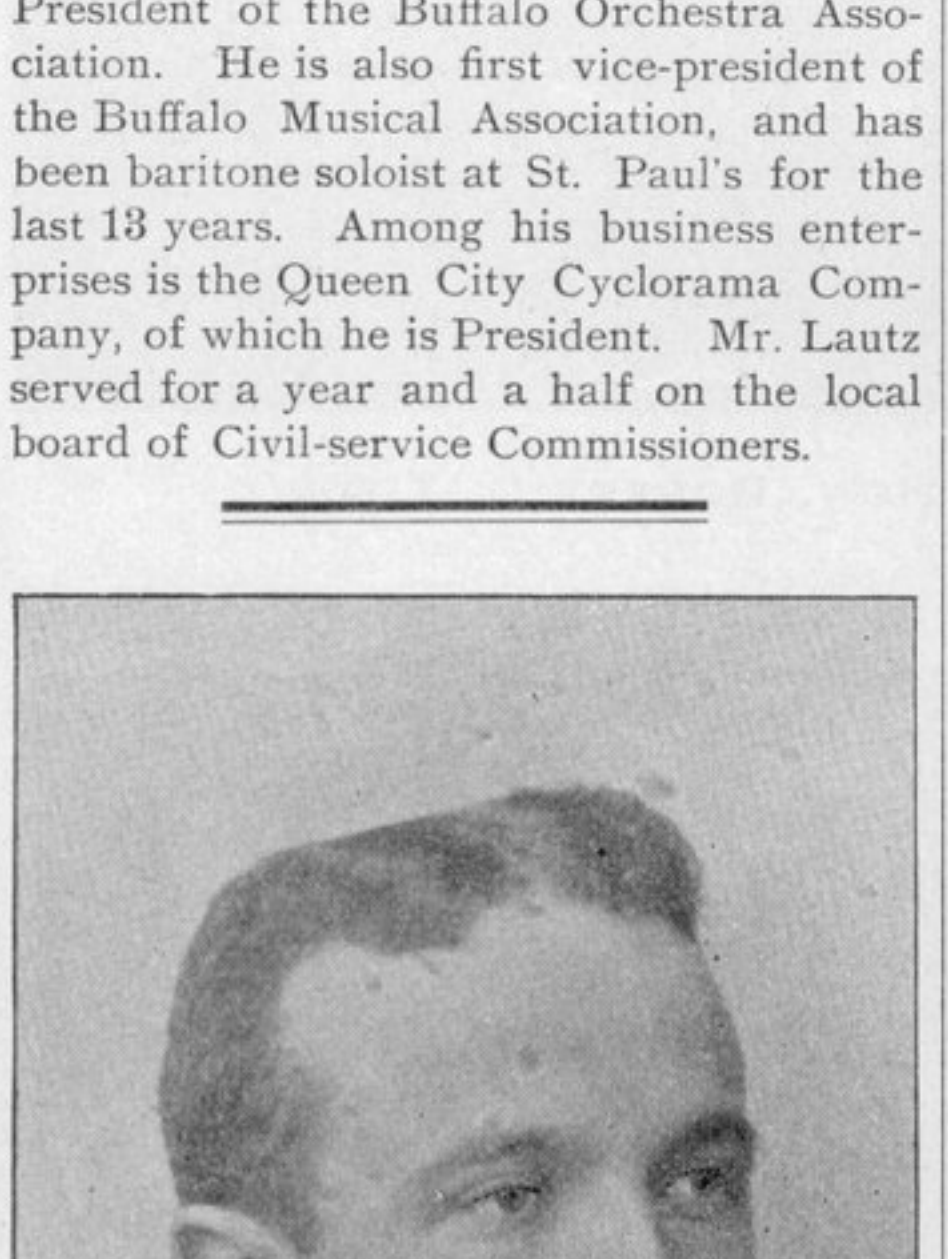 President of the Buffalo Orchestra Asso-
ciation. He is also first vice-president of
the Buffalo Musical Association, and has
been baritone soloist at St. Paul's for the
last 13 years. Among his business enter-
prises is the Queen City Cyclorama Com-
pany, of which he is President. Mr. Lautz
served for a year and a half on the local
board of Civil-service Commissioners.